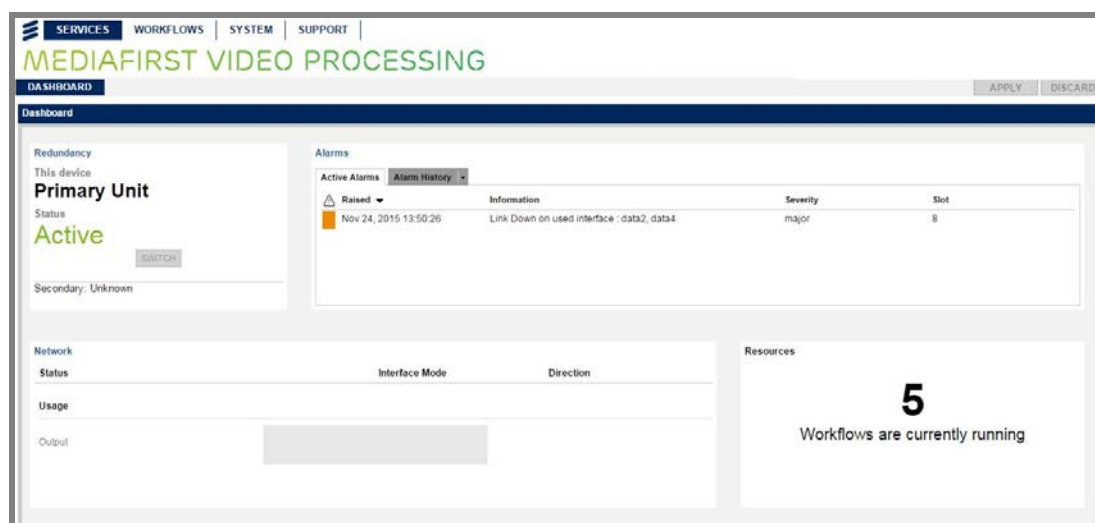 SERVICES WORKFLOWS SYSTEM SUPPORT
MEDIAFIRST VIDEO PROCESSING
DASHBOARD APPLY DISCARD
Dashboard
Redundancy
This device
Primary Unit
Status
Active
SWITCH
Secondary: Unknown
Alarms
Active Alarms Alarm History
Raised Information Severity Slot
Nov 24, 2015 13:50:26 Link Down on used interface : data2, data4 major 8
Network
Status Interface Mode Direction
Usage
Output
Resources
5
Workflows are currently running